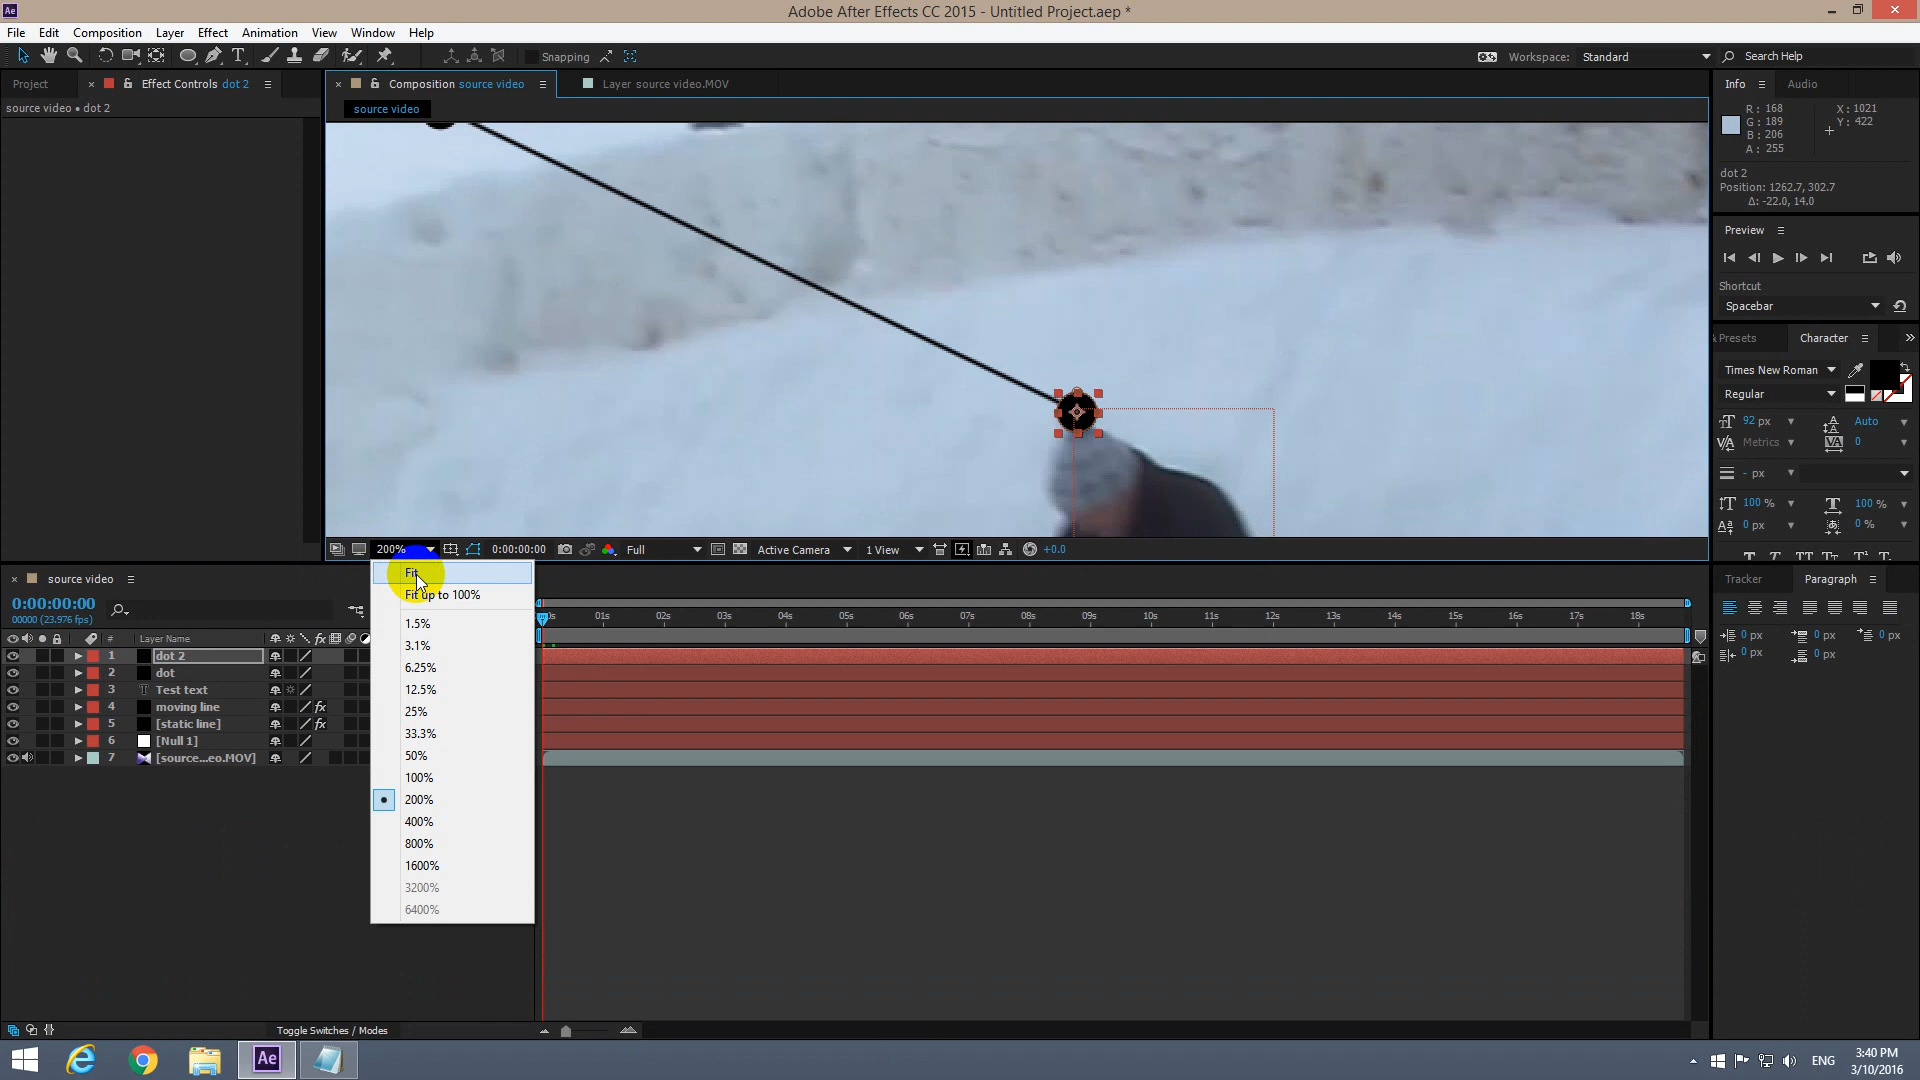 Ae
Adobe After Effects CC 2015 - Untitled Project.aep *
File Edit Composition Layer Effect Animation View Window Help
Snapping
Workspace: Standard
Search Help
Project
Effect Controls dot 2
Composition source video
Layer source video.MOV
Info
Audio
source video • dot 2
source video
R: 168
G: 189
B: 206
A: 255
X: 1021
Y: 422
dot 2
Position: 1262.7, 302.7
Δ: -22.0, 14.0
Preview
Shortcut
Spacebar
& Presets
Character
Times New Roman
Regular
92 px
Auto
Metrics
0
- px
100 %
100 %
0 px
0 %
200%
0:00:00:00
Full
Active Camera
1 View
+0.0
Fit
Fit up to 100%
1.5%
3.1%
6.25%
12.5%
25%
33.3%
50%
100%
200%
400%
800%
1600%
3200%
6400%
source video
0:00:00:00
00000 (23.976 fps)
# Layer Name
1 dot 2
2 dot
3 T Test text
4 moving line fx
5 [static line] fx
6 [Null 1]
7 [source...eo.MOV]
01s 02s 03s 04s 05s 06s 07s 08s 09s 10s 11s 12s 13s 14s 15s 16s 17s 18s
Tracker
Paragraph
0 px 0 px 0 px
0 px 0 px
Toggle Switches / Modes
Ae
ENG
3:40 PM
3/10/2016